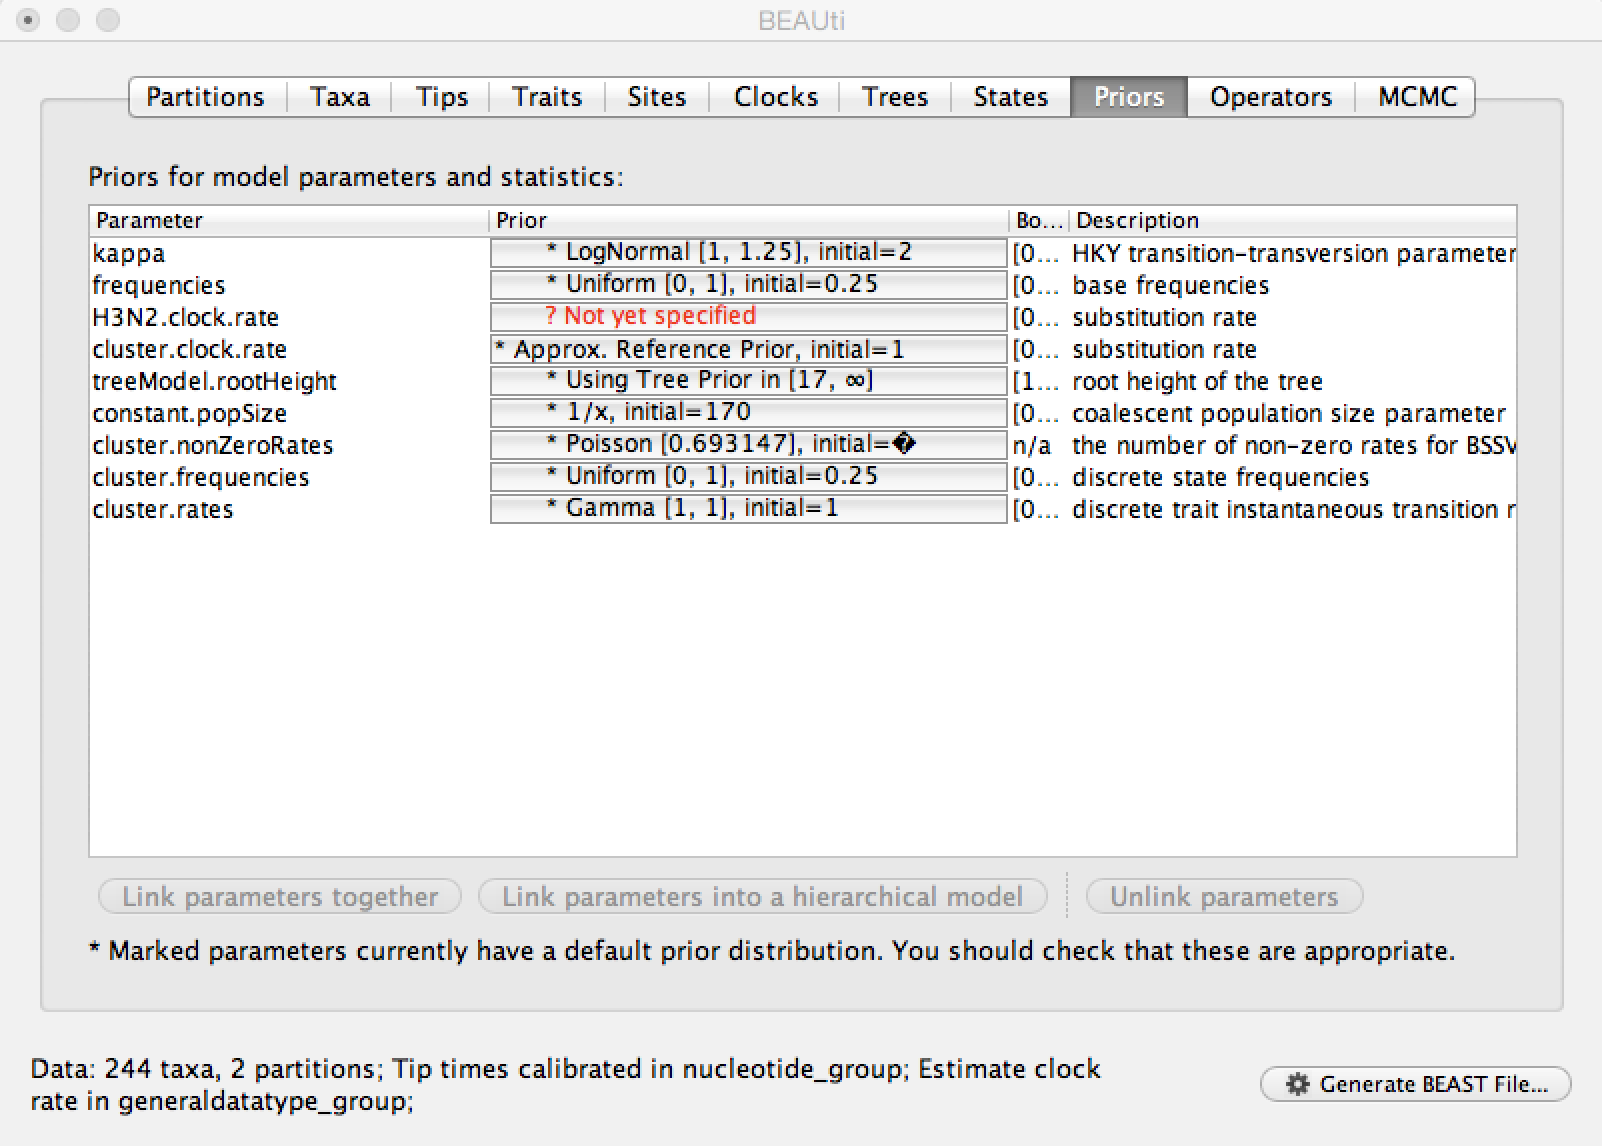 BEAUti
Partitions Taxa Tips Traits Sites Clocks Trees States Priors Operators MCMC
Priors for model parameters and statistics:
Parameter Prior Bo... Description
kappa * LogNormal [1, 1.25], initial=2 [0... HKY transition-transversion parameter
frequencies * Uniform [0, 1], initial=0.25 [0... base frequencies
H3N2.clock.rate ? Not yet specified [0... substitution rate
cluster.clock.rate * Approx. Reference Prior, initial=1 [0... substitution rate
treeModel.rootHeight * Using Tree Prior in [17, ∞] [1... root height of the tree
constant.popSize * 1/x, initial=170 [0... coalescent population size parameter
cluster.nonZeroRates * Poisson [0.693147], initial=� n/a the number of non-zero rates for BSSV
cluster.frequencies * Uniform [0, 1], initial=0.25 [0... discrete state frequencies
cluster.rates * Gamma [1, 1], initial=1 [0... discrete trait instantaneous transition r
Link parameters together Link parameters into a hierarchical model Unlink parameters
* Marked parameters currently have a default prior distribution. You should check that these are appropriate.
Data: 244 taxa, 2 partitions; Tip times calibrated in nucleotide_group; Estimate clock
rate in generaldatatype_group;
Generate BEAST File...